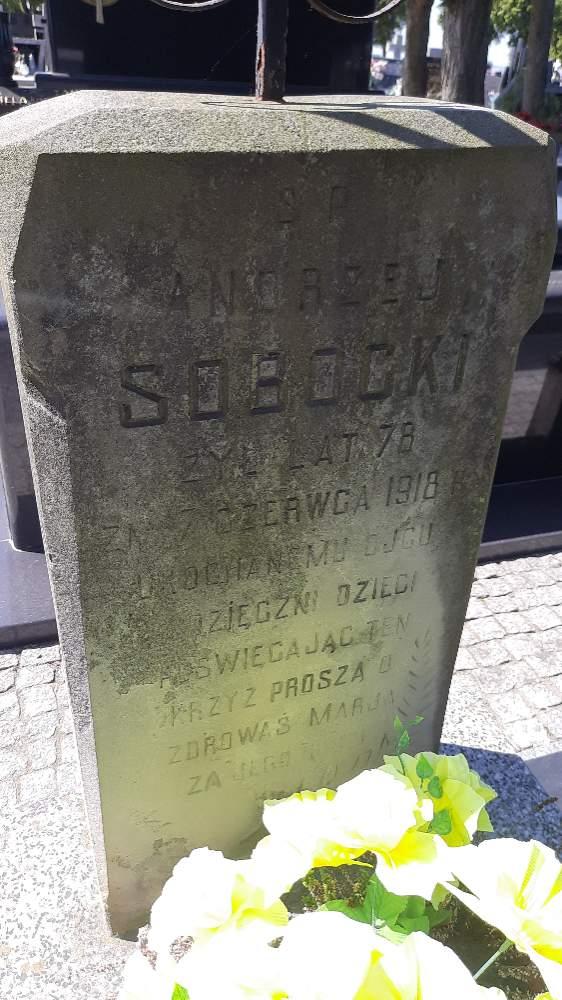 Ś P
ANDRZEJ
SOBOCKI
ŻYŁ LAT 78
ZM 7 CZERWCA 1918 R
UKOCHANEMU OJCU
WDZIĘCZNI DZIECI
POŚWIĘCAJĄC TEN
KRZYŻ PROSZĄ O
ZDROWAŚ MARJA
ZA JEGO